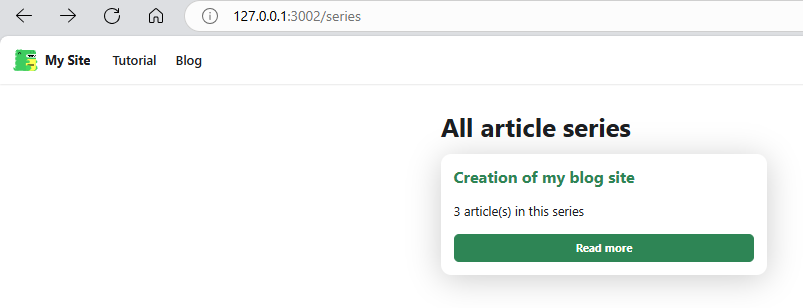 127.0.0.1:3002/series
My Site Tutorial Blog
All article series
Creation of my blog site
3 article(s) in this series
Read more